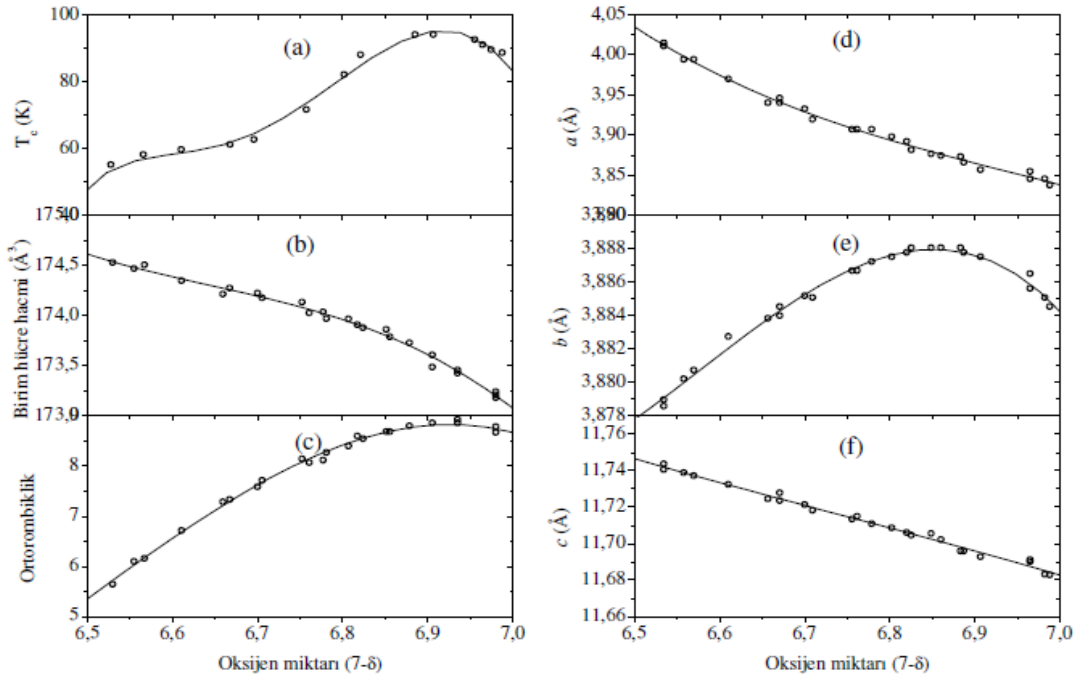 100
80
60
40
T_c (K)
(a)
175,0
174,5
174,0
173,5
173,0
Birim hücre hacmi (Å³)
(b)
9
8
7
6
5
Ortorombiklik
(c)
6,5 6,6 6,7 6,8 6,9 7,0
Oksijen miktarı (7-δ)
4,05
4,00
3,95
3,90
3,85
a (Å)
(d)
3,888
3,886
3,884
3,882
3,880
3,878
b (Å)
(e)
11,76
11,74
11,72
11,70
11,68
11,66
c (Å)
(f)
6,5 6,6 6,7 6,8 6,9 7,0
Oksijen miktarı (7-δ)